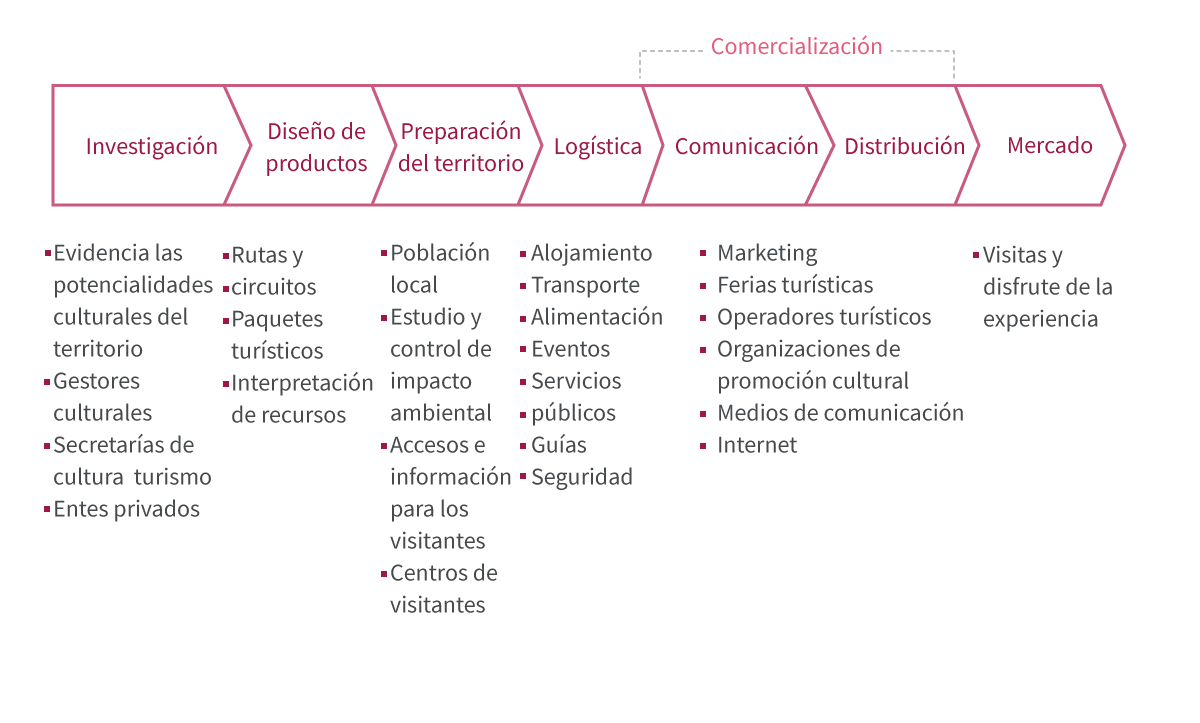 Comercialización
Investigación
Diseño de
productos
Preparación
del territorio
Logística
Comunicación
Distribución
Mercado
Evidencia las
potencialidades
culturales del
territorio
Gestores
culturales
Secretarías de
cultura  turismo
Entes privados
Rutas y
circuitos
Paquetes
turísticos
Interpretación
de recursos
Población
local
Estudio y
control de
impacto
ambiental
Accesos e
información
para los
visitantes
Centros de
visitantes
Alojamiento
Transporte
Alimentación
Eventos
Servicios
públicos
Guías
Seguridad
Marketing
Ferias turísticas
Operadores turísticos
Organizaciones de
promoción cultural
Medios de comunicación
Internet
Visitas y
disfrute de la
experiencia